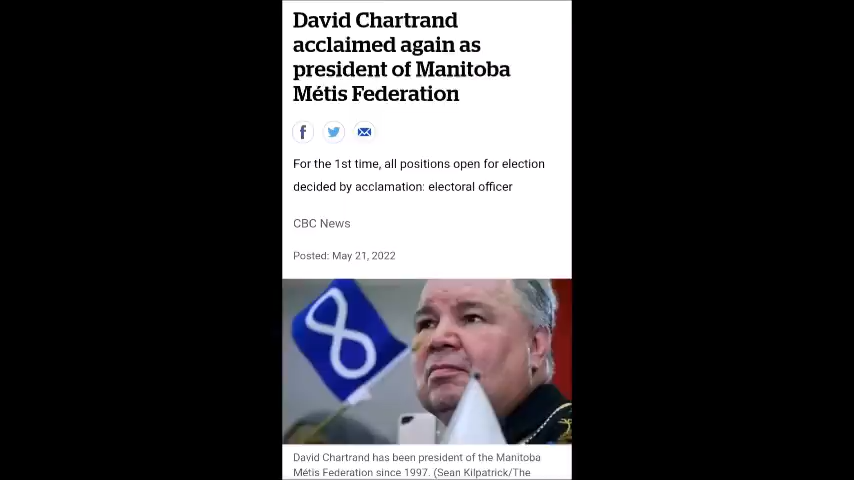 David Chartrand
acclaimed again as
president of Manitoba
Métis Federation
For the 1st time, all positions open for election
decided by acclamation: electoral officer
CBC News
Posted: May 21, 2022
David Chartrand has been president of the Manitoba
Métis Federation since 1997. (Sean Kilpatrick/The